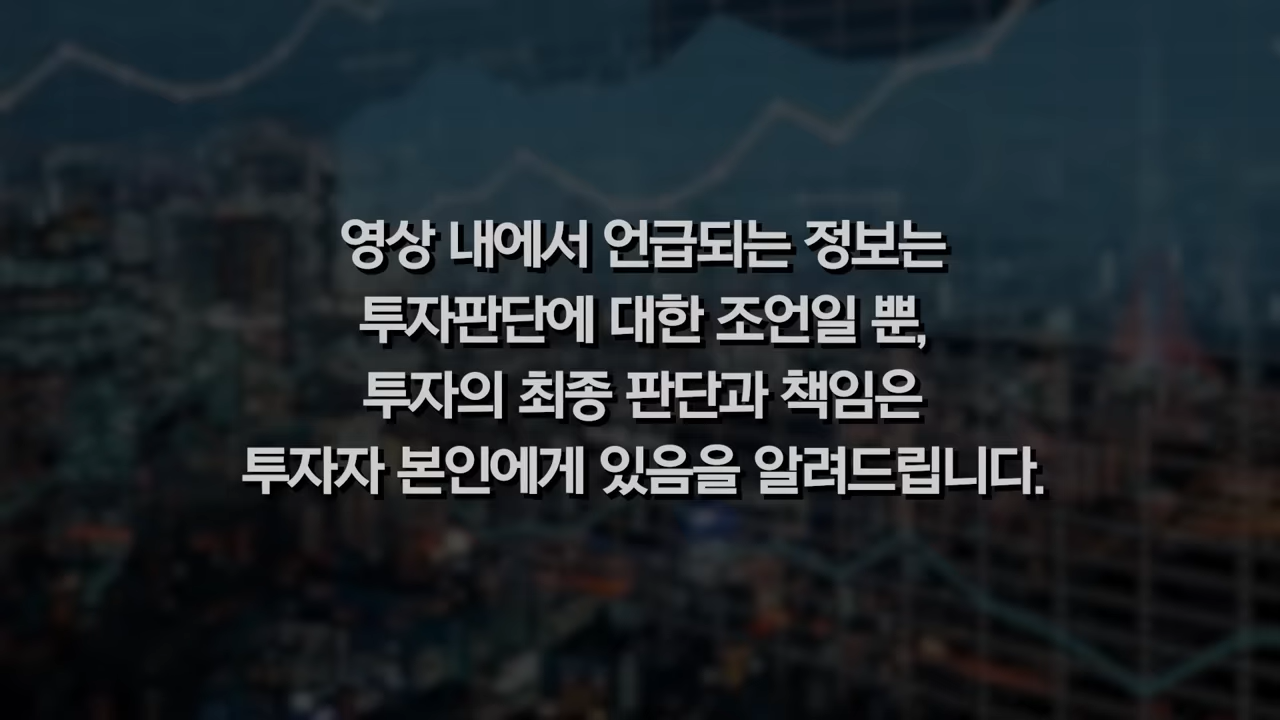 영상 내에서 언급되는 정보는
투자판단에 대한 조언일 뿐,
투자의 최종 판단과 책임은
투자자 본인에게 있음을 알려드립니다.